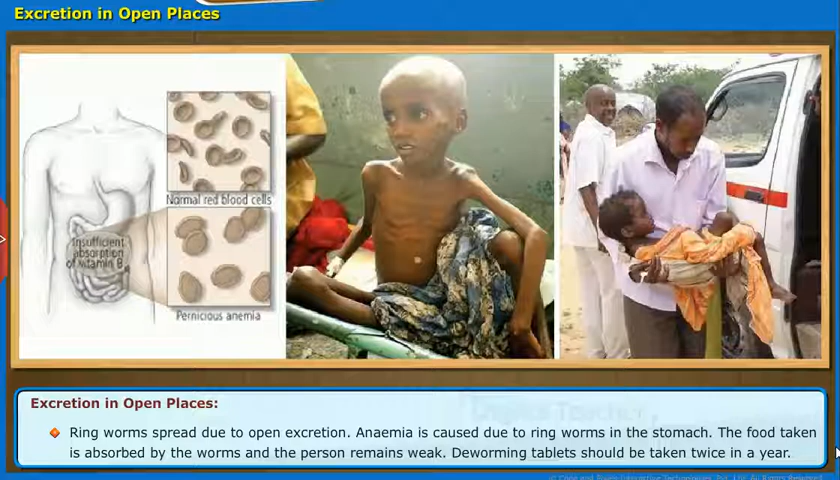 Excretion in Open Places
Normal red blood cells
Insufficient
absorption
of vitamin B
Pernicious anemia
Excretion in Open Places:
Ring worms spread due to open excretion. Anaemia is caused due to ring worms in the stomach. The food taken
is absorbed by the worms and the person remains weak. Deworming tablets should be taken twice in a year.